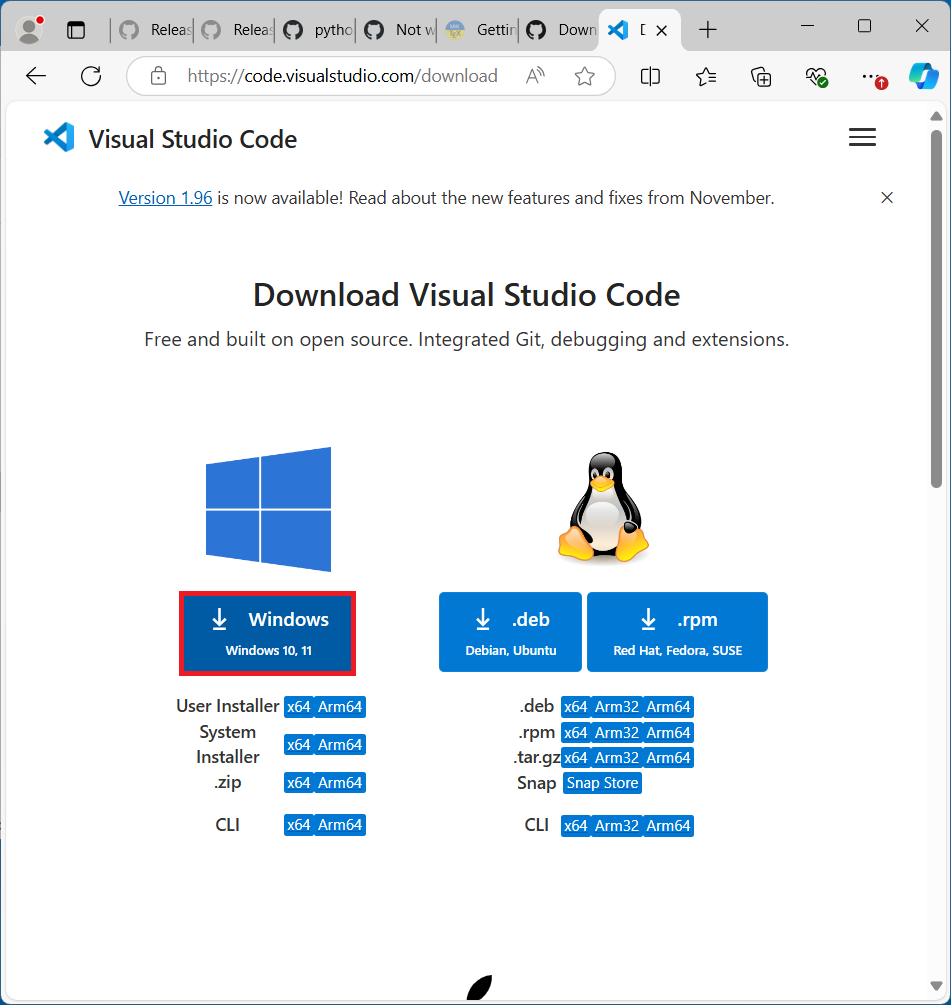 Releas
Releas
pytho
Not w
Gettin
Down
https://code.visualstudio.com/download
Visual Studio Code
Version 1.96 is now available! Read about the new features and fixes from November.
Download Visual Studio Code
Free and built on open source. Integrated Git, debugging and extensions.
Windows
Windows 10, 11
.deb
Debian, Ubuntu
.rpm
Red Hat, Fedora, SUSE
User Installer x64 Arm64
System
Installer x64 Arm64
.zip x64 Arm64
CLI x64 Arm64
.deb x64 Arm32 Arm64
.rpm x64 Arm32 Arm64
.tar.gz x64 Arm32 Arm64
Snap Snap Store
CLI x64 Arm32 Arm64